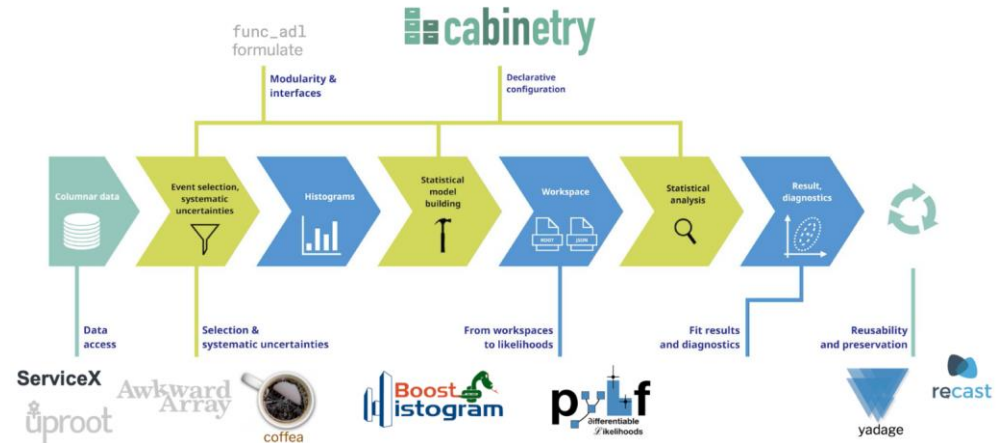 func_adl
formulate
cabinetry
Modularity &
interfaces
Declarative
configuration
Columnar data
Event selection,
systematic
uncertainties
Histograms
Statistical
model
building
Workspace
ROOT
JSON
Statistical
analysis
Result,
diagnostics
Data
access
Selection &
systematic uncertainties
From workspaces
to likelihoods
Fit results
and diagnostics
Reusability
and preservation
ServiceX
uproot
Awkward
Array
coffea
Boost
Histogram
pyhf
differentiable
Likelihoods
yadage
recast